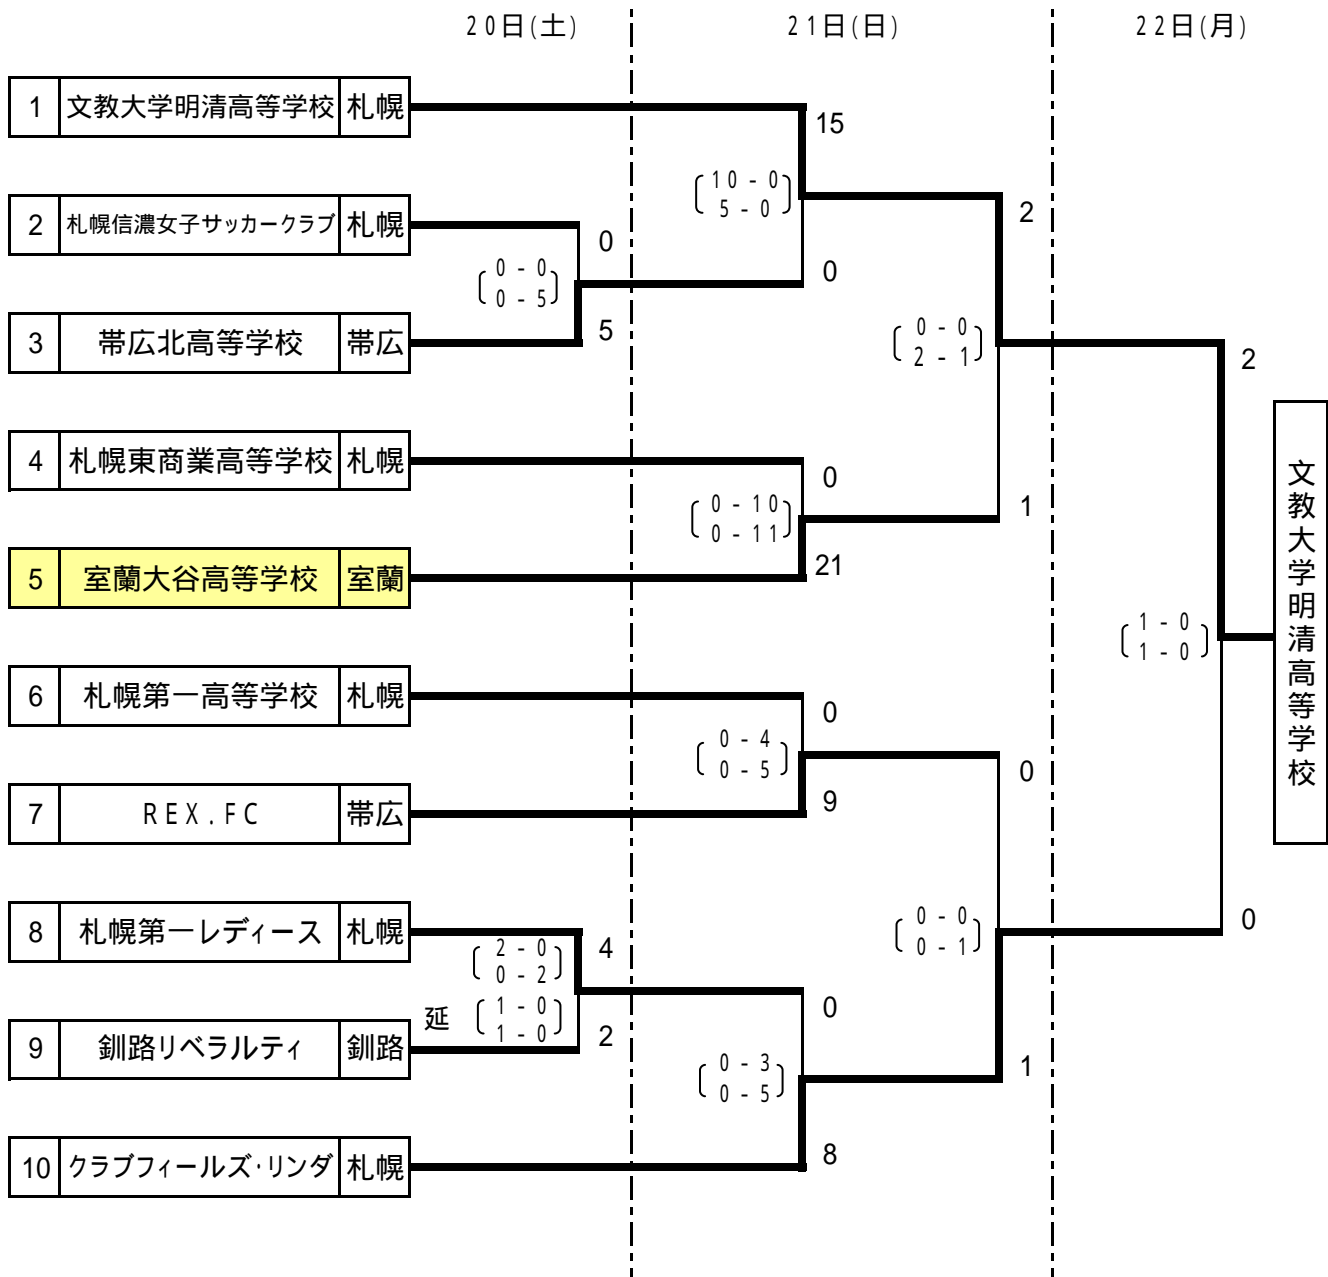 20日(土) 21日(日) 22日(月)
1 文教大学明清高等学校 札幌
15
10 - 0
5 - 0
2 札幌信濃女子サッカークラブ 札幌
0
2
0 - 0
0 - 5
0
3 帯広北高等学校 帯広
5
0 - 0
2 - 1
2
4 札幌東商業高等学校 札幌
0
0 - 10
0 - 11
1
5 室蘭大谷高等学校 室蘭
21
文教大学明清高等学校
1 - 0
1 - 0
6 札幌第一高等学校 札幌
0
0 - 4
0 - 5
0
7 REX.FC 帯広
9
8 札幌第一レディース 札幌
4
2 - 0
0 - 2
0 - 0
0 - 1
0
延
1 - 0
1 - 0
0
9 釧路リベラルティ 釧路
2
0 - 3
0 - 5
1
10 クラブフィールズ･リンダ 札幌
8